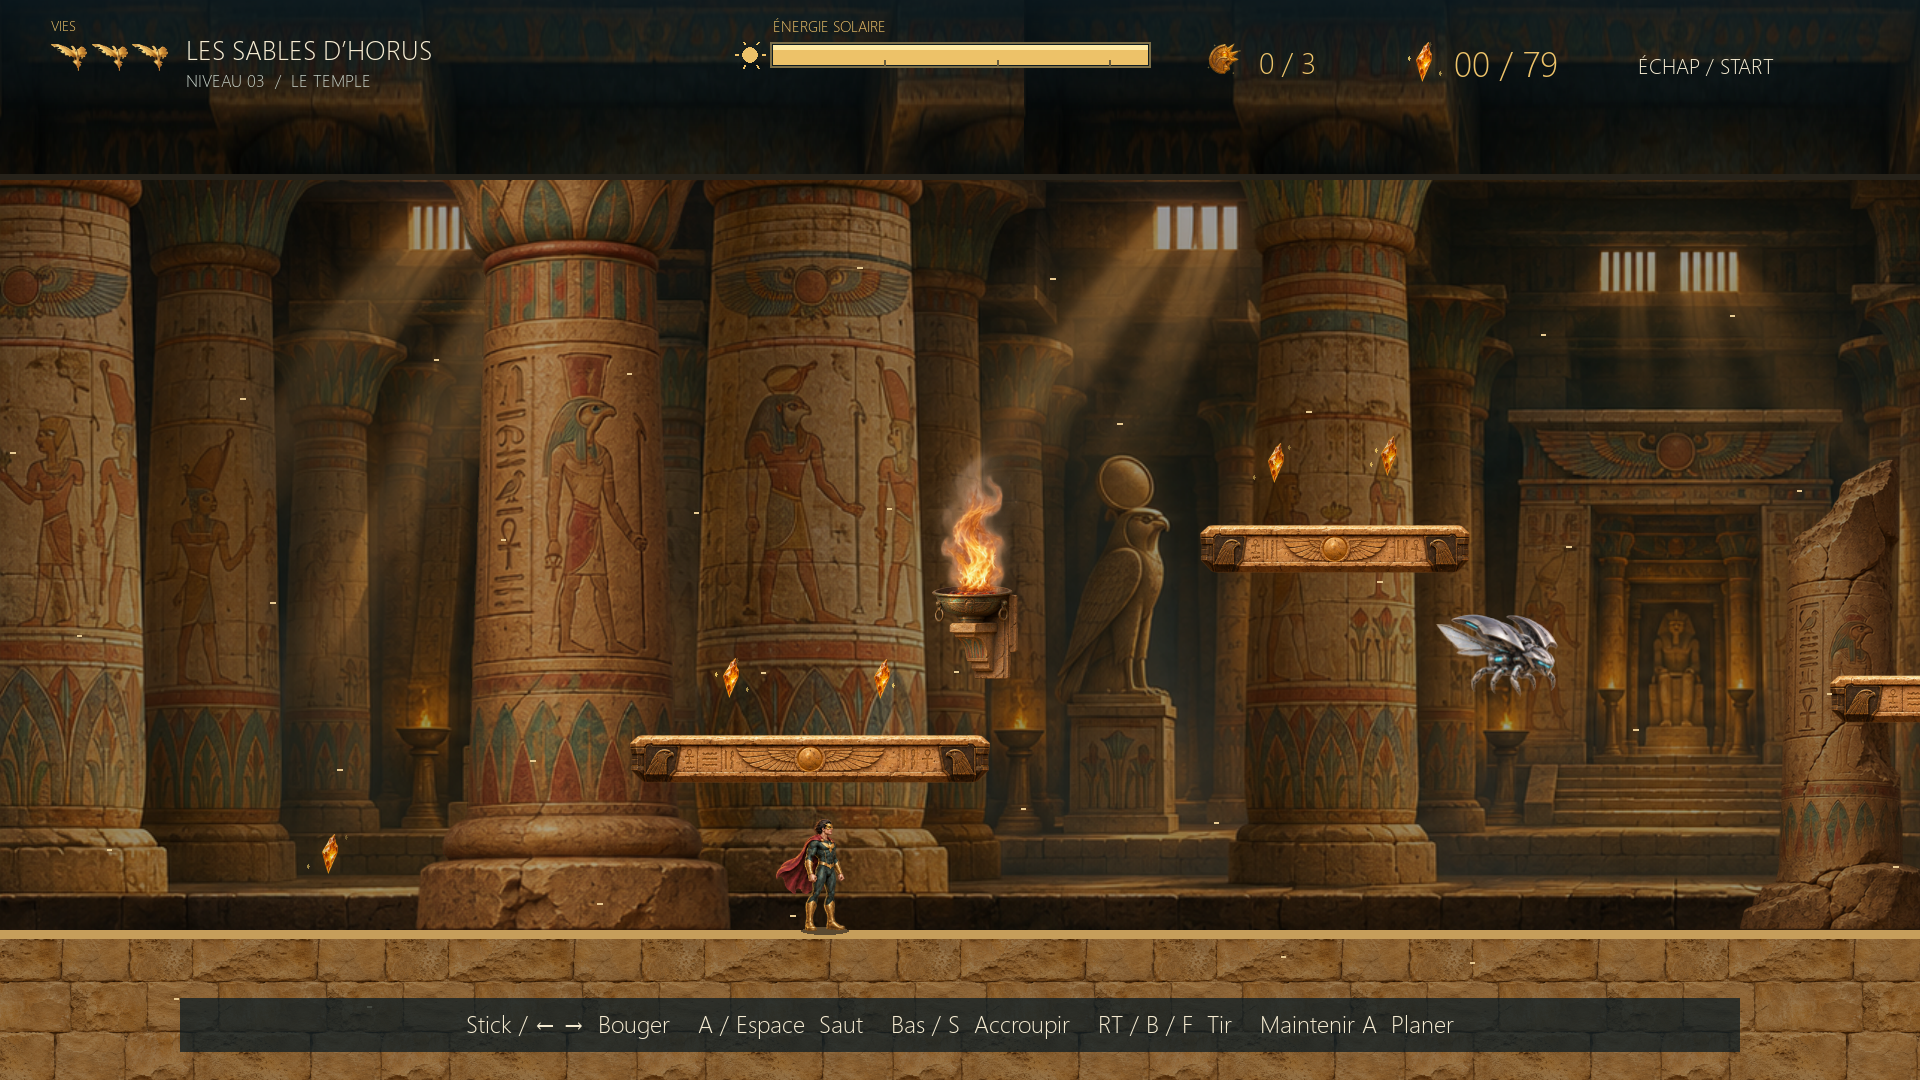 VIES
LES SABLES D’HORUS
NIVEAU 03 / LE TEMPLE
ÉNERGIE SOLAIRE
0 / 3
00 / 79
ÉCHAP / START
Stick / ← → Bouger A / Espace Saut Bas / S Accroupir RT / B / F Tir Maintenir A Planer